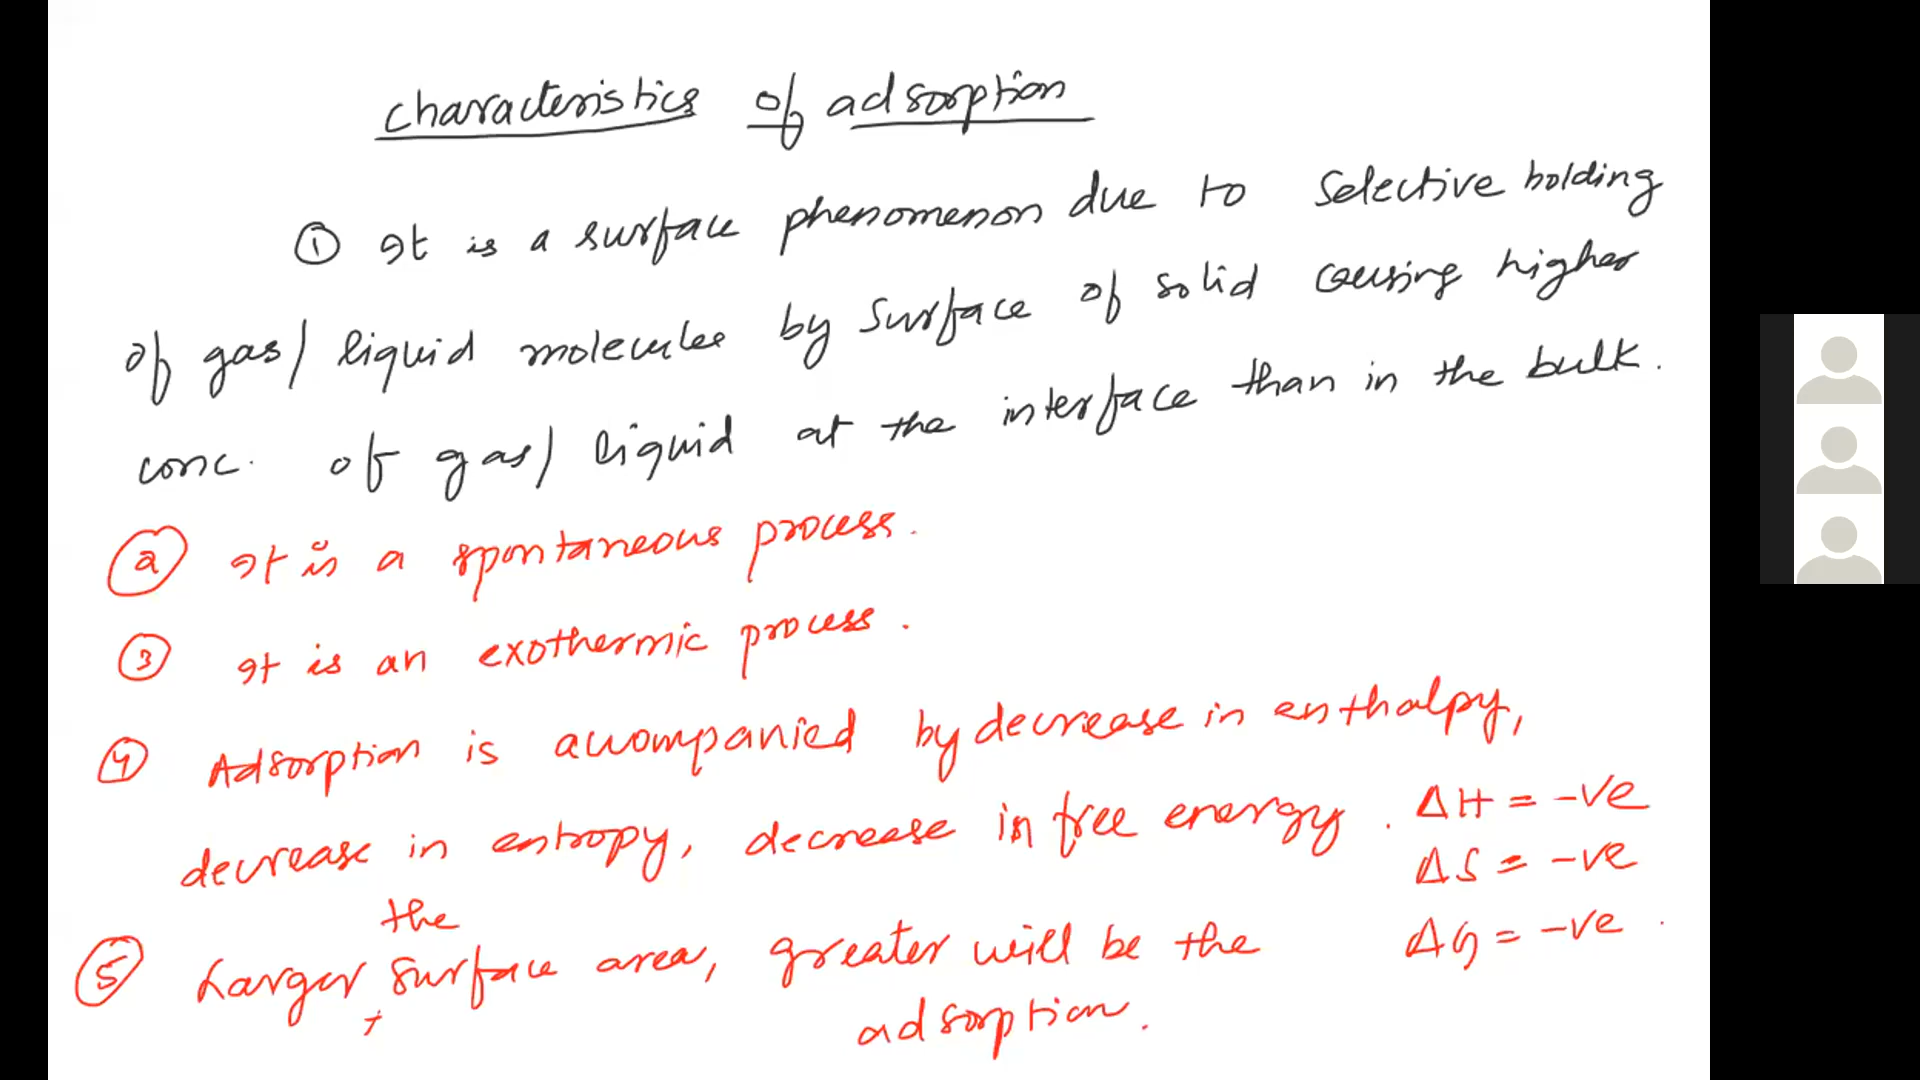 characteristics of adsorption
① It is a surface phenomenon due to selective holding
of gas/ liquid molecules by surface of solid causing higher
conc. of gas/ liquid at the interface than in the bulk.
② It is a spontaneous process.
③ It is an exothermic process.
④ Adsorption is accompanied by decrease in enthalpy,
decrease in entropy, decrease in free energy. ΔH = -ve
ΔS = -ve
ΔG = -ve.
the
⑤ Larger surface area, greater will be the
adsorption.